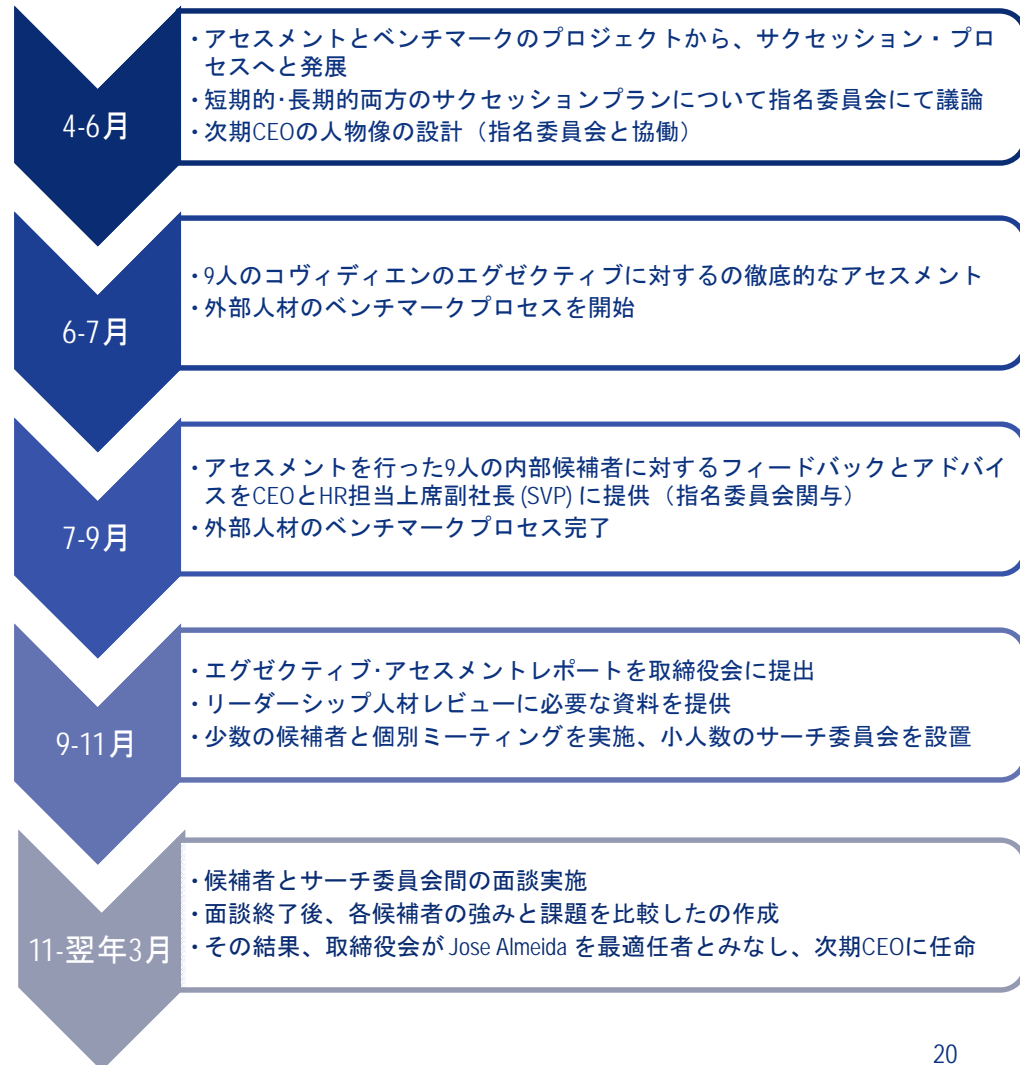 4-6月
・アセスメントとベンチマークのプロジェクトから、サクセッション・プロ
セスへと発展
・短期的･長期的両方のサクセッションプランについて指名委員会にて議論
・次期CEOの人物像の設計（指名委員会と協働）
6-7月
・9人のコヴィディエンのエグゼクティブに対するの徹底的なアセスメント
・外部人材のベンチマークプロセスを開始
7-9月
・アセスメントを行った9人の内部候補者に対するフィードバックとアドバイ
スをCEOとHR担当上席副社長 (SVP) に提供（指名委員会関与）
・外部人材のベンチマークプロセス完了
9-11月
・エグゼクティブ･アセスメントレポートを取締役会に提出
・リーダーシップ人材レビューに必要な資料を提供
・少数の候補者と個別ミーティングを実施、小人数のサーチ委員会を設置
11-翌年3月
・候補者とサーチ委員会間の面談実施
・面談終了後、各候補者の強みと課題を比較したの作成
・その結果、取締役会が Jose Almeida を最適任者とみなし、次期CEOに任命
20